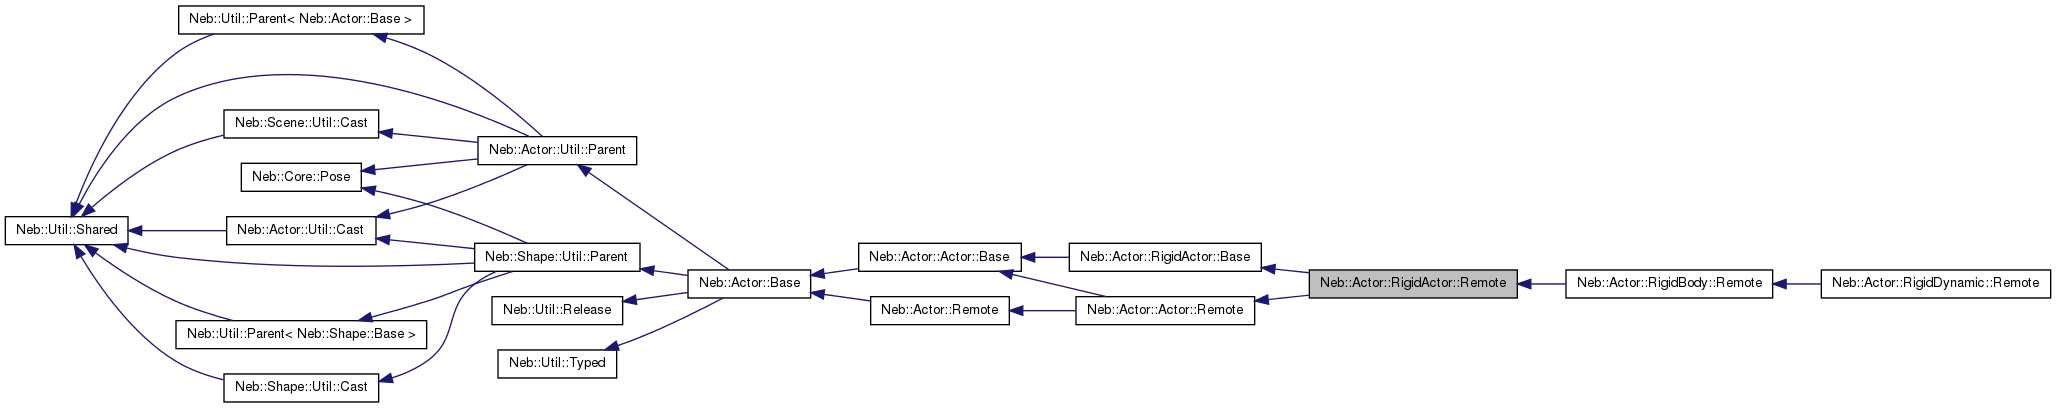 Neb::Util::Parent< Neb::Actor::Base >
Neb::Scene::Util::Cast
Neb::Actor::Util::Parent
Neb::Core::Pose
Neb::Util::Shared
Neb::Actor::Util::Cast
Neb::Shape::Util::Parent
Neb::Actor::Actor::Base
Neb::Actor::RigidActor::Base
Neb::Actor::Base
Neb::Actor::RigidActor::Remote
Neb::Actor::RigidBody::Remote
Neb::Actor::RigidDynamic::Remote
Neb::Util::Release
Neb::Actor::Remote
Neb::Actor::Actor::Remote
Neb::Util::Parent< Neb::Shape::Base >
Neb::Util::Typed
Neb::Shape::Util::Cast